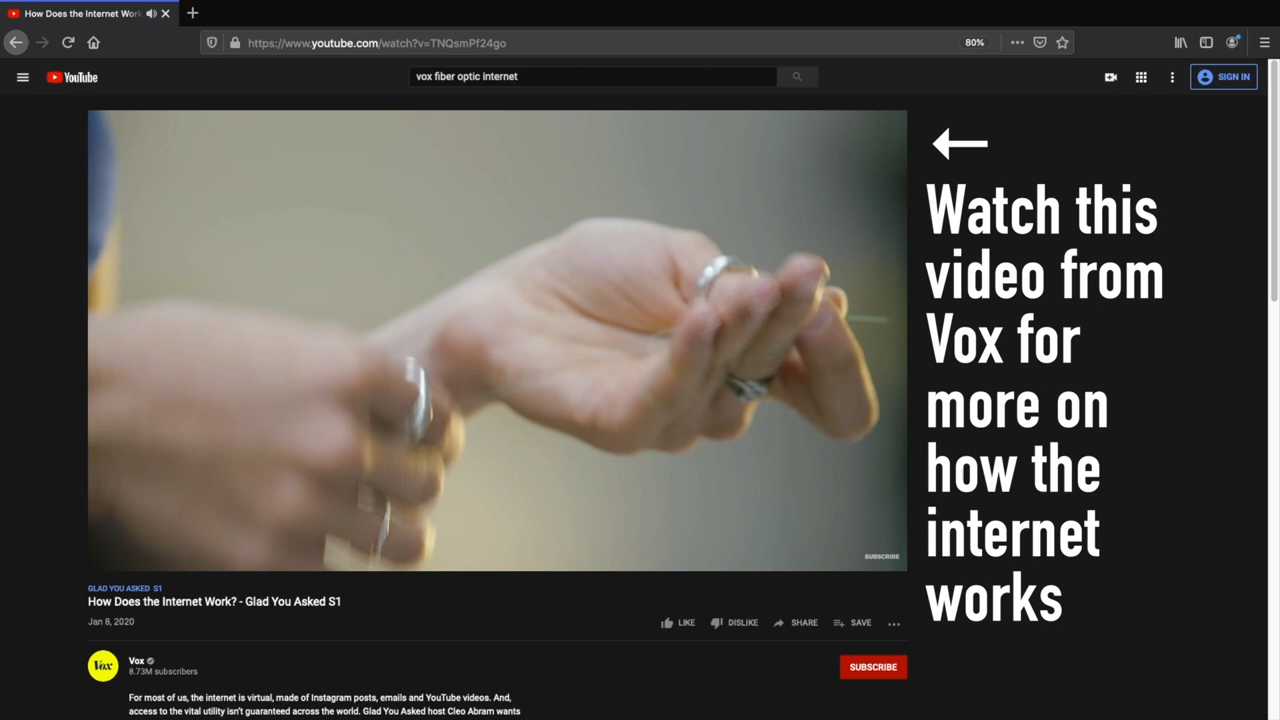 How Does the Internet Work
https://www.youtube.com/watch?v=TNQsmPf24go
80%
YouTube
vox fiber optic internet
SIGN IN
Watch this
video from
Vox for
more on
how the
internet
works
SUBSCRIBE
GLAD YOU ASKED S1
How Does the Internet Work? - Glad You Asked S1
Jan 8, 2020
LIKE
DISLIKE
SHARE
SAVE
Vox
Vox
8.73M subscribers
SUBSCRIBE
For most of us, the internet is virtual, made of Instagram posts, emails and YouTube videos. And,
access to the vital utility isn't guaranteed across the world. Glad You Asked host Cleo Abram wants